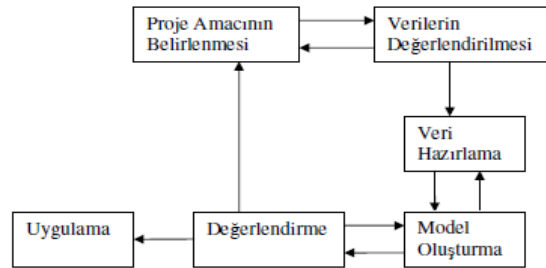 Proje Amacının
Belirlenmesi
Verilerin
Değerlendirilmesi
Veri
Hazırlama
Uygulama
Değerlendirme
Model
Oluşturma